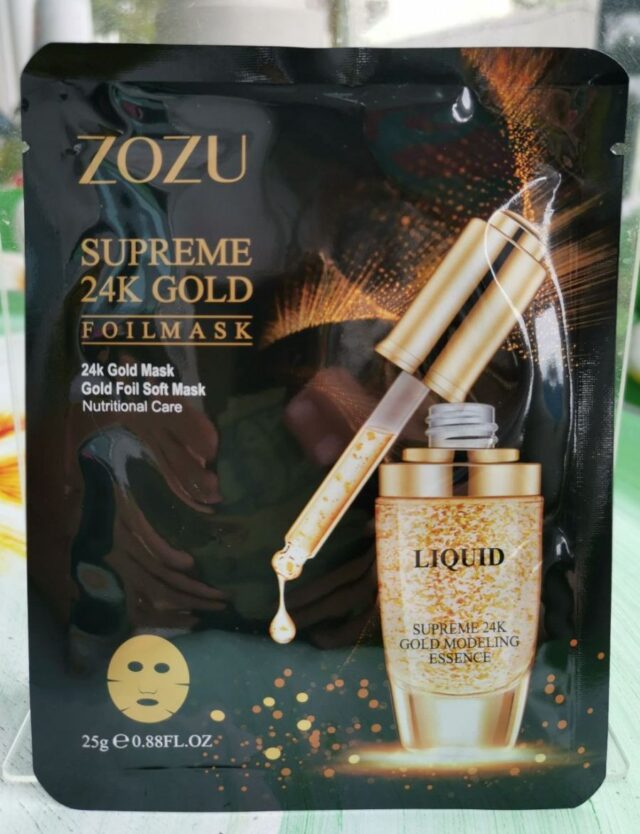 ZOZU
SUPREME
24K GOLD
FOILMASK
24k Gold Mask
Gold Foil Soft Mask
Nutritional Care
LIQUID
SUPREME 24K
GOLD MODELING
ESSENCE
25g ℮ 0.88FL.OZ